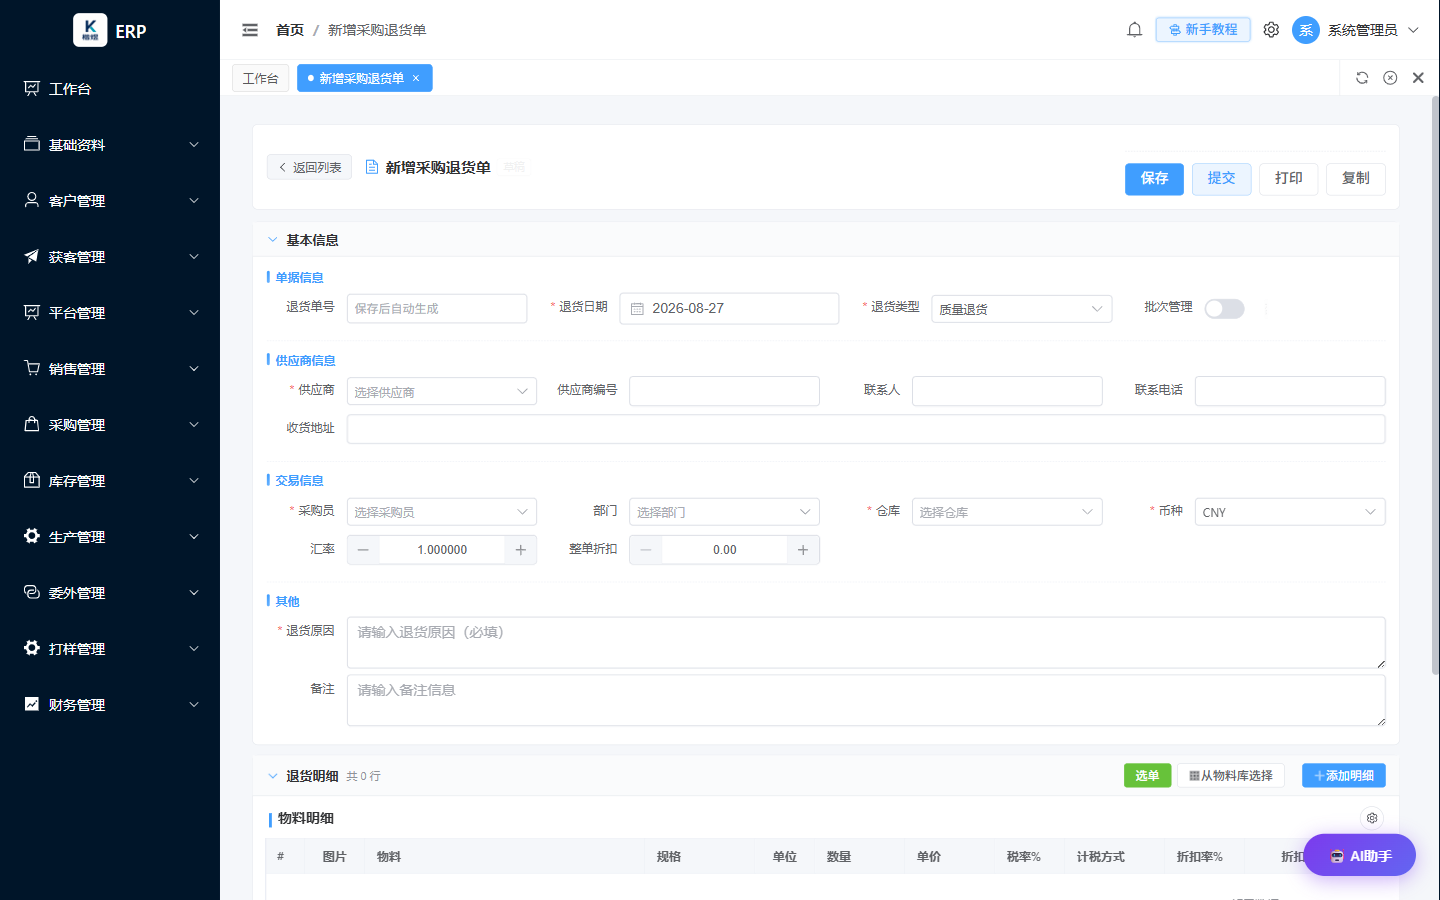 K
ERP
首页 / 新增采购退货单
新手教程
系
系统管理员
工作台
新增采购退货单 ×
工作台
基础资料
客户管理
获客管理
平台管理
销售管理
采购管理
库存管理
生产管理
委外管理
打样管理
财务管理
返回列表
新增采购退货单
保存
提交
打印
复制
基本信息
单据信息
退货单号 保存后自动生成
* 退货日期 2026-08-27
* 退货类型 质量退货
批次管理
供应商信息
* 供应商 选择供应商
供应商编号
联系人
联系电话
收货地址
交易信息
* 采购员 选择采购员
部门 选择部门
* 仓库 选择仓库
* 币种 CNY
汇率 — 1.000000 +
整单折扣 — 0.00 +
其他
* 退货原因 请输入退货原因（必填）
备注 请输入备注信息
退货明细 共 0 行
选单
从物料库选择
添加明细
物料明细
# 图片 物料 规格 单位 数量 单价 税率% 计税方式 折扣率% 折扣
AI助手